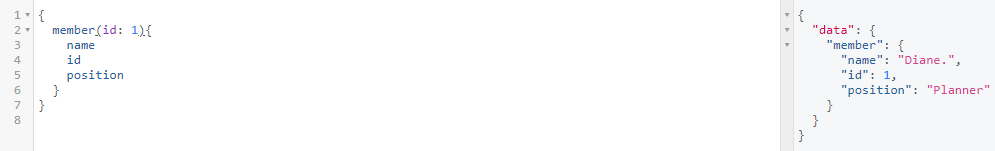 1 {
2   member(id: 1){
3     name
4     id
5     position
6   }
7 }
8
{
  "data": {
    "member": {
      "name": "Diane.",
      "id": 1,
      "position": "Planner"
    }
  }
}